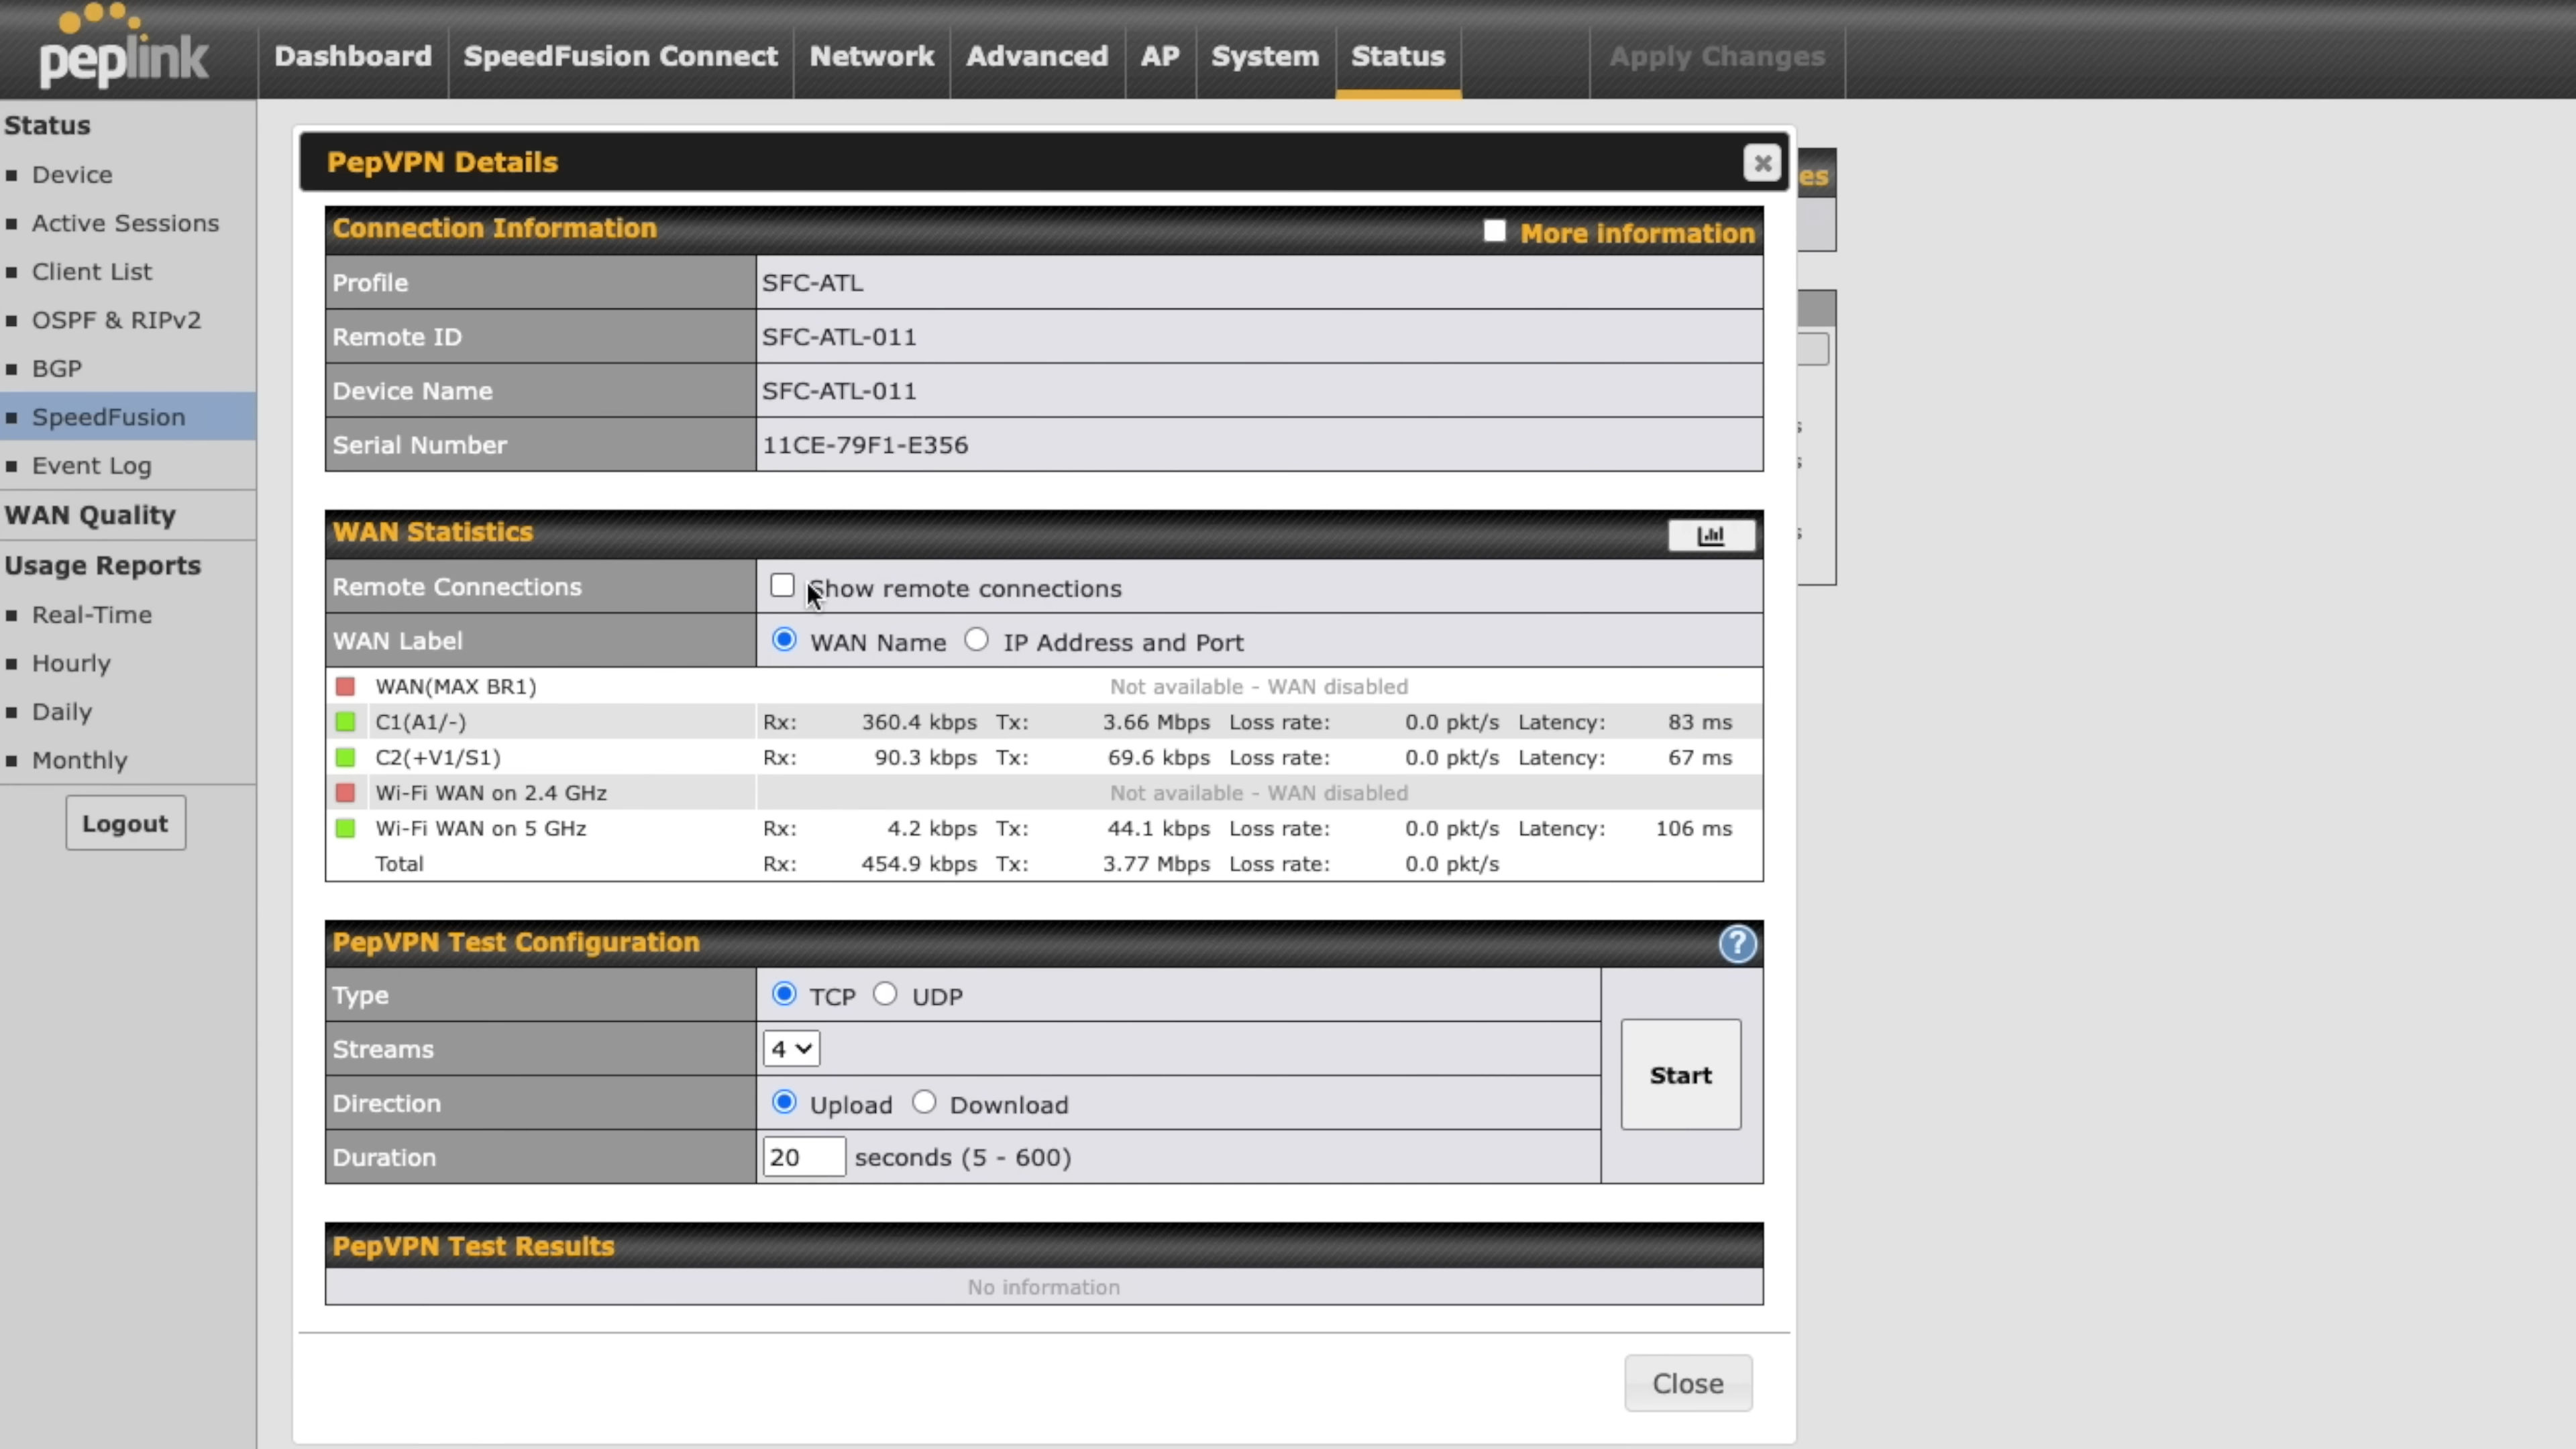 peplink
Dashboard SpeedFusion Connect Network Advanced AP System Status Apply Changes
Status
Device
Active Sessions
Client List
OSPF & RIPv2
BGP
SpeedFusion
Event Log
WAN Quality
Usage Reports
Real-Time
Hourly
Daily
Monthly
Logout
PepVPN Details
es
Connection Information More information
Profile SFC-ATL
Remote ID SFC-ATL-011
Device Name SFC-ATL-011
Serial Number 11CE-79F1-E356
WAN Statistics
Remote Connections Show remote connections
WAN Label WAN Name IP Address and Port
WAN(MAX BR1) Not available - WAN disabled
C1(A1/-) Rx: 360.4 kbps Tx: 3.66 Mbps Loss rate: 0.0 pkt/s Latency: 83 ms
C2(+V1/S1) Rx: 90.3 kbps Tx: 69.6 kbps Loss rate: 0.0 pkt/s Latency: 67 ms
Wi-Fi WAN on 2.4 GHz Not available - WAN disabled
Wi-Fi WAN on 5 GHz Rx: 4.2 kbps Tx: 44.1 kbps Loss rate: 0.0 pkt/s Latency: 106 ms
Total Rx: 454.9 kbps Tx: 3.77 Mbps Loss rate: 0.0 pkt/s
PepVPN Test Configuration ?
Type TCP UDP
Streams 4
Direction Upload Download
Duration 20 seconds (5 - 600)
Start
PepVPN Test Results
No information
Close